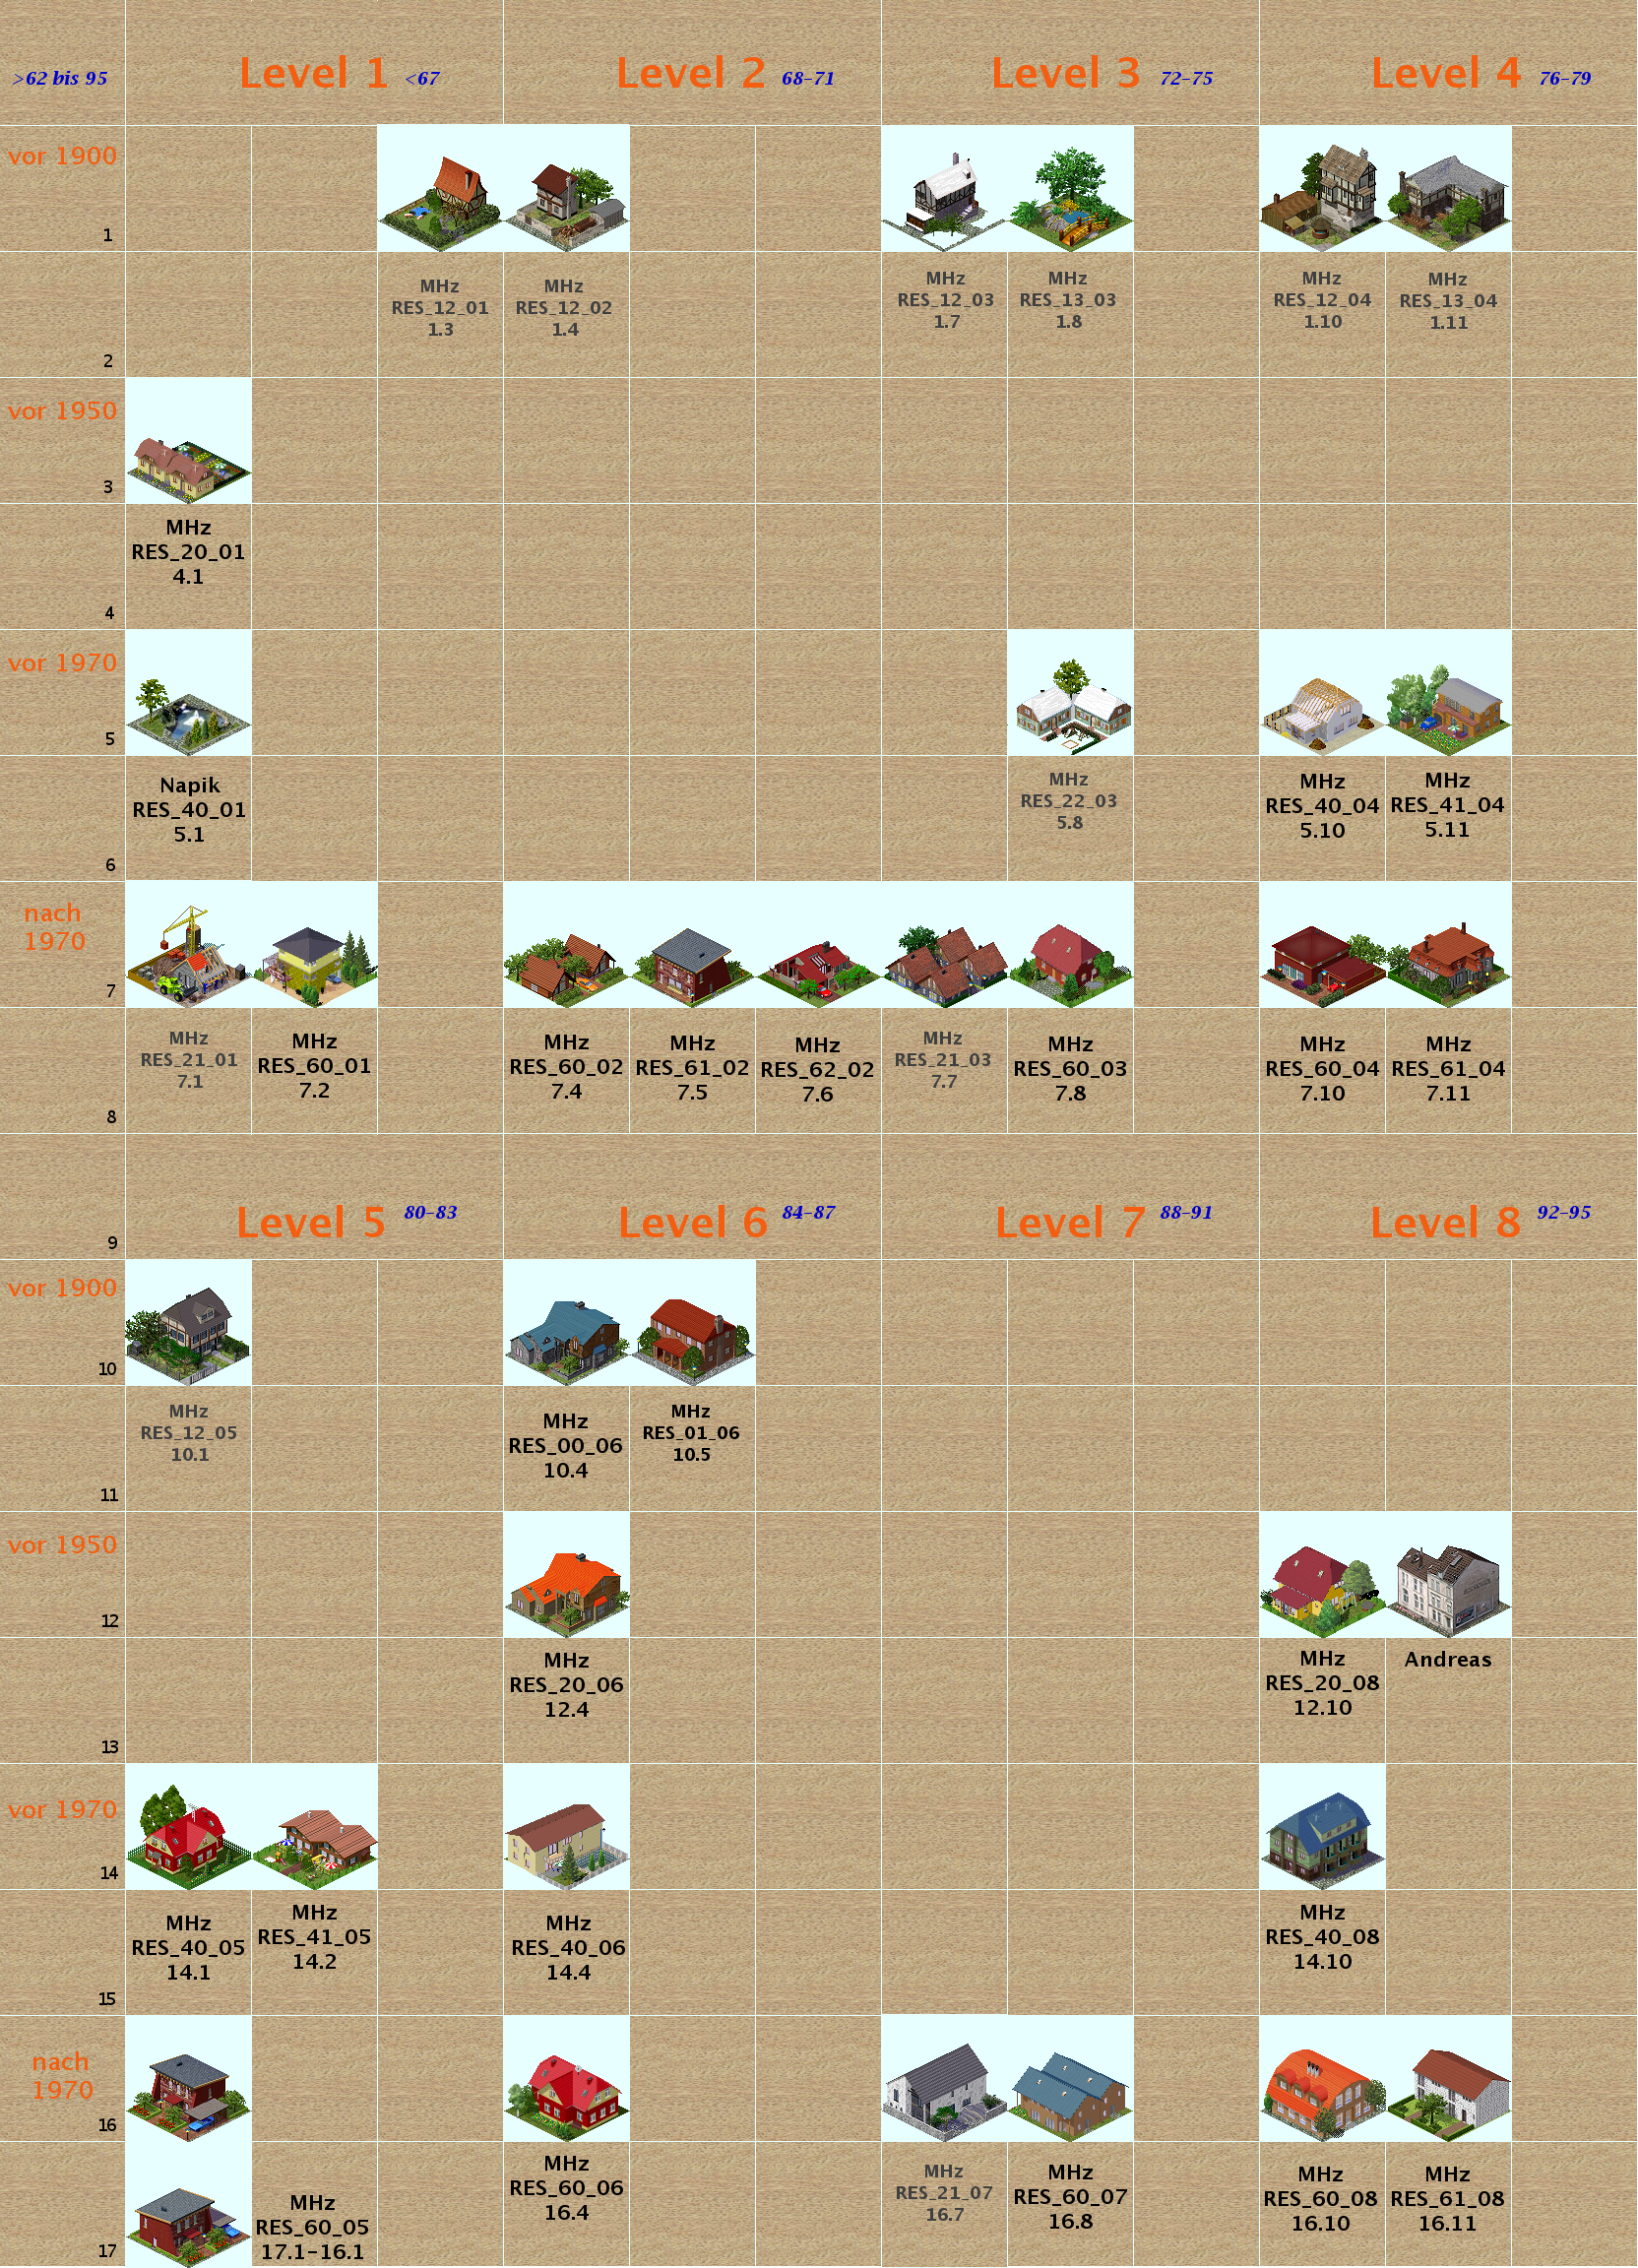 >62 bis 95
Level 1 <67
Level 2 68-71
Level 3 72-75
Level 4 76-79
vor 1900
1
MHz
RES_12_01
1.3
MHz
RES_12_02
1.4
MHz
RES_12_03
1.7
MHz
RES_13_03
1.8
MHz
RES_12_04
1.10
MHz
RES_13_04
1.11
2
vor 1950
3
MHz
RES_20_01
4.1
4
vor 1970
5
Napik
RES_40_01
5.1
MHz
RES_22_03
5.8
MHz
RES_40_04
5.10
MHz
RES_41_04
5.11
6
nach
1970
7
MHz
RES_21_01
7.1
MHz
RES_60_01
7.2
MHz
RES_60_02
7.4
MHz
RES_61_02
7.5
MHz
RES_62_02
7.6
MHz
RES_21_03
7.7
MHz
RES_60_03
7.8
MHz
RES_60_04
7.10
MHz
RES_61_04
7.11
8
Level 5 80-83
Level 6 84-87
Level 7 88-91
Level 8 92-95
9
vor 1900
10
MHz
RES_12_05
10.1
MHz
RES_00_06
10.4
MHz
RES_01_06
10.5
11
vor 1950
12
MHz
RES_20_06
12.4
MHz
RES_20_08
12.10
Andreas
13
vor 1970
14
MHz
RES_40_05
14.1
MHz
RES_41_05
14.2
MHz
RES_40_06
14.4
MHz
RES_40_08
14.10
15
nach
1970
16
MHz
RES_60_05
17.1-16.1
MHz
RES_60_06
16.4
MHz
RES_21_07
16.7
MHz
RES_60_07
16.8
MHz
RES_60_08
16.10
MHz
RES_61_08
16.11
17